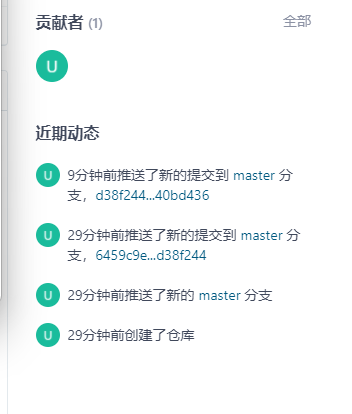 贡献者 (1) 全部
U
近期动态
U 9分钟前推送了新的提交到 master 分
支，d38f244...40bd436
U 29分钟前推送了新的提交到 master 分
支，6459c9e...d38f244
U 29分钟前推送了新的 master 分支
U 29分钟前创建了仓库